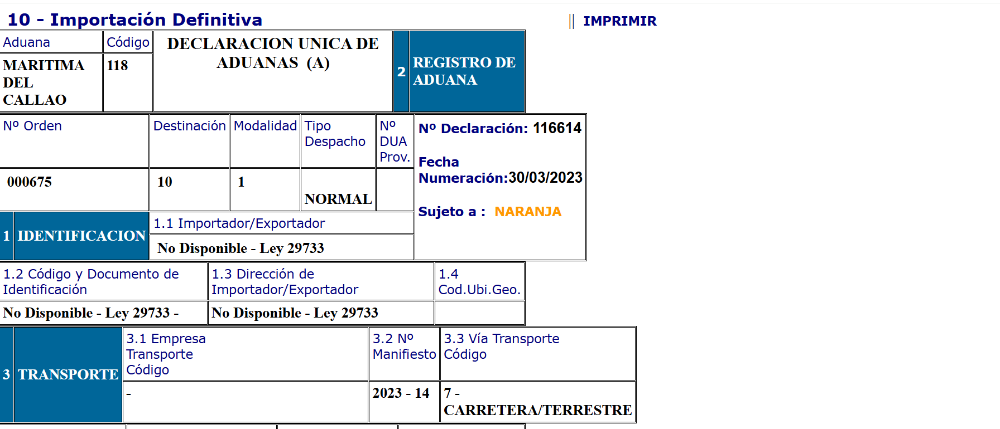 10 - Importación Definitiva
|| IMPRIMIR
Aduana
Código
DECLARACION UNICA DE
ADUANAS (A)
2
REGISTRO DE
ADUANA
MARITIMA
DEL
CALLAO
118
Nº Orden
Destinación
Modalidad
Tipo
Despacho
Nº
DUA
Prov.
Nº Declaración: 116614
Fecha
Numeración:30/03/2023
Sujeto a : NARANJA
000675
10
1
NORMAL
1
IDENTIFICACION
1.1 Importador/Exportador
No Disponible - Ley 29733
1.2 Código y Documento de
Identificación
1.3 Dirección de
Importador/Exportador
1.4
Cod.Ubi.Geo.
No Disponible - Ley 29733 -
No Disponible - Ley 29733
3
TRANSPORTE
3.1 Empresa
Transporte
Código
3.2 Nº
Manifiesto
3.3 Vía Transporte
Código
-
2023 - 14
7 -
CARRETERA/TERRESTRE